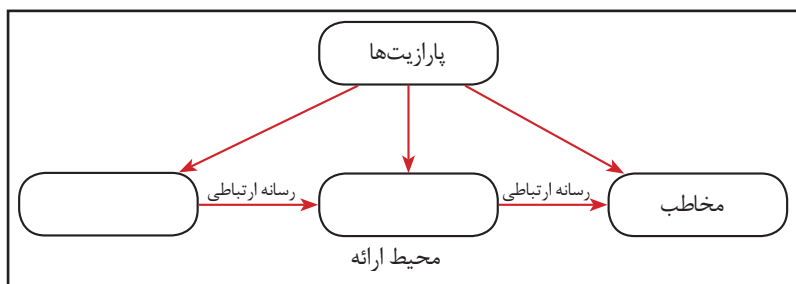 پارازیت‌ها
مخاطب
رسانه ارتباطی
رسانه ارتباطی
محیط ارائه